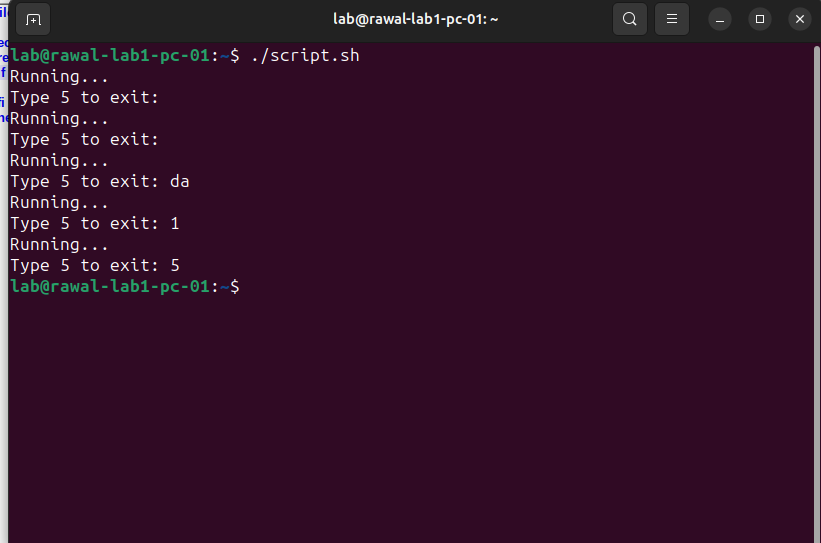 lab@rawal-lab1-pc-01: ~
lab@rawal-lab1-pc-01:~$ ./script.sh
Running...
Type 5 to exit:
Running...
Type 5 to exit:
Running...
Type 5 to exit: da
Running...
Type 5 to exit: 1
Running...
Type 5 to exit: 5
lab@rawal-lab1-pc-01:~$